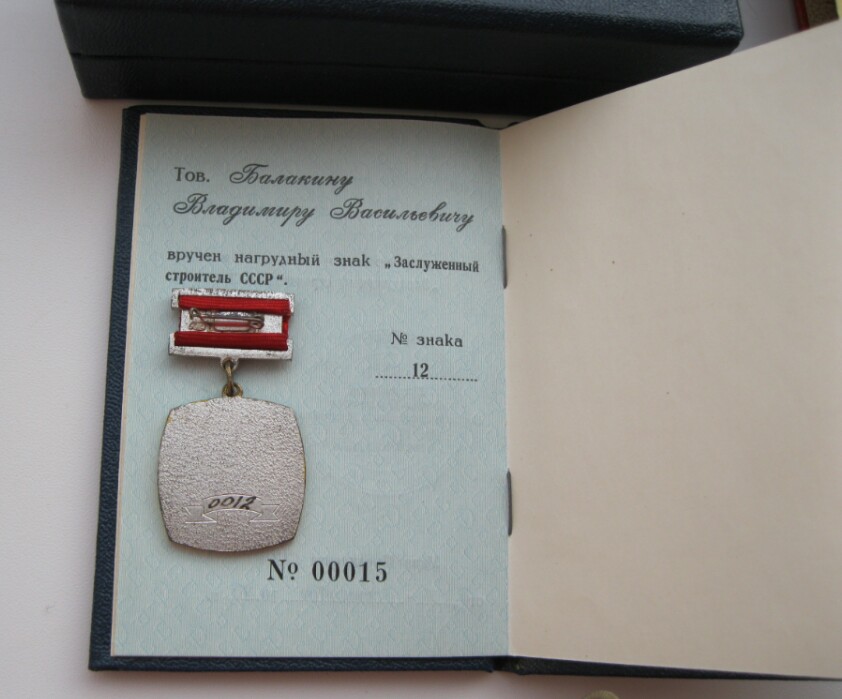 Тов. Балакину
Владимиру Васильевичу
вручен нагрудный знак „Заслуженный
строитель СССР“.
№ знака
12
0012
№ 00015